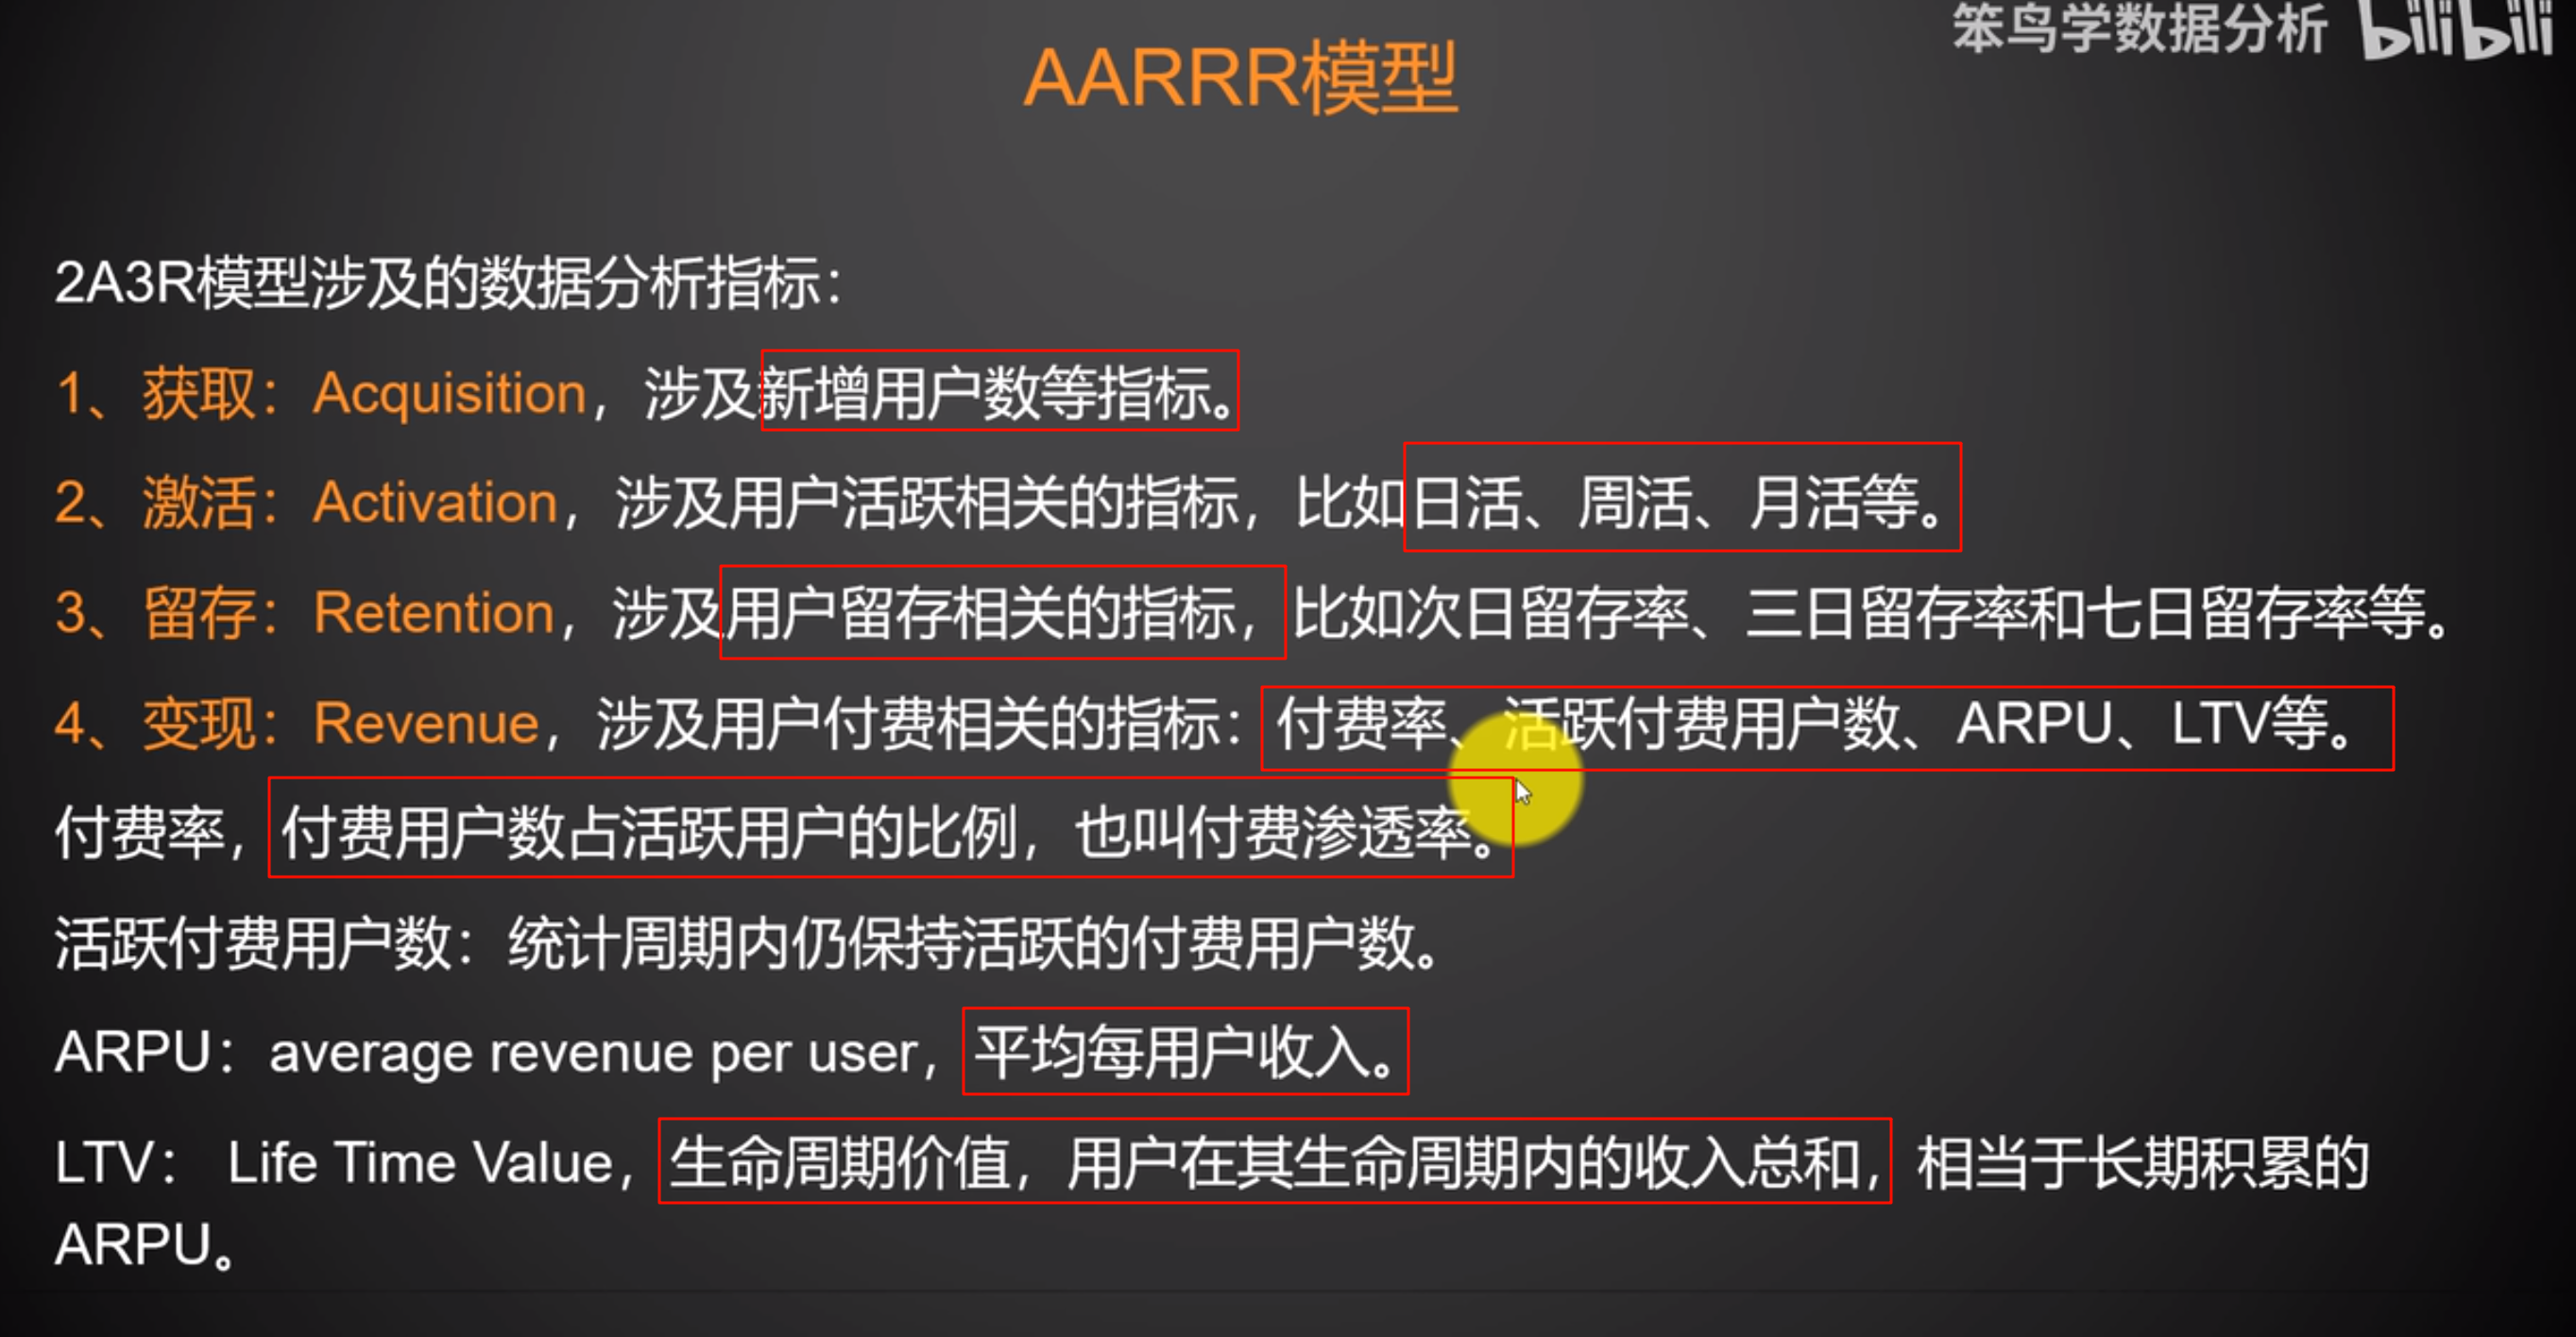 笨鸟学数据分析 bilibili
AARRR模型
2A3R模型涉及的数据分析指标：
1、获取：Acquisition，涉及新增用户数等指标。
2、激活：Activation，涉及用户活跃相关的指标，比如日活、周活、月活等。
3、留存：Retention，涉及用户留存相关的指标，比如次日留存率、三日留存率和七日留存率等。
4、变现：Revenue，涉及用户付费相关的指标：付费率、活跃付费用户数、ARPU、LTV等。
付费率，付费用户数占活跃用户的比例，也叫付费渗透率。
活跃付费用户数：统计周期内仍保持活跃的付费用户数。
ARPU：average revenue per user，平均每用户收入。
LTV： Life Time Value，生命周期价值，用户在其生命周期内的收入总和，相当于长期积累的
ARPU。